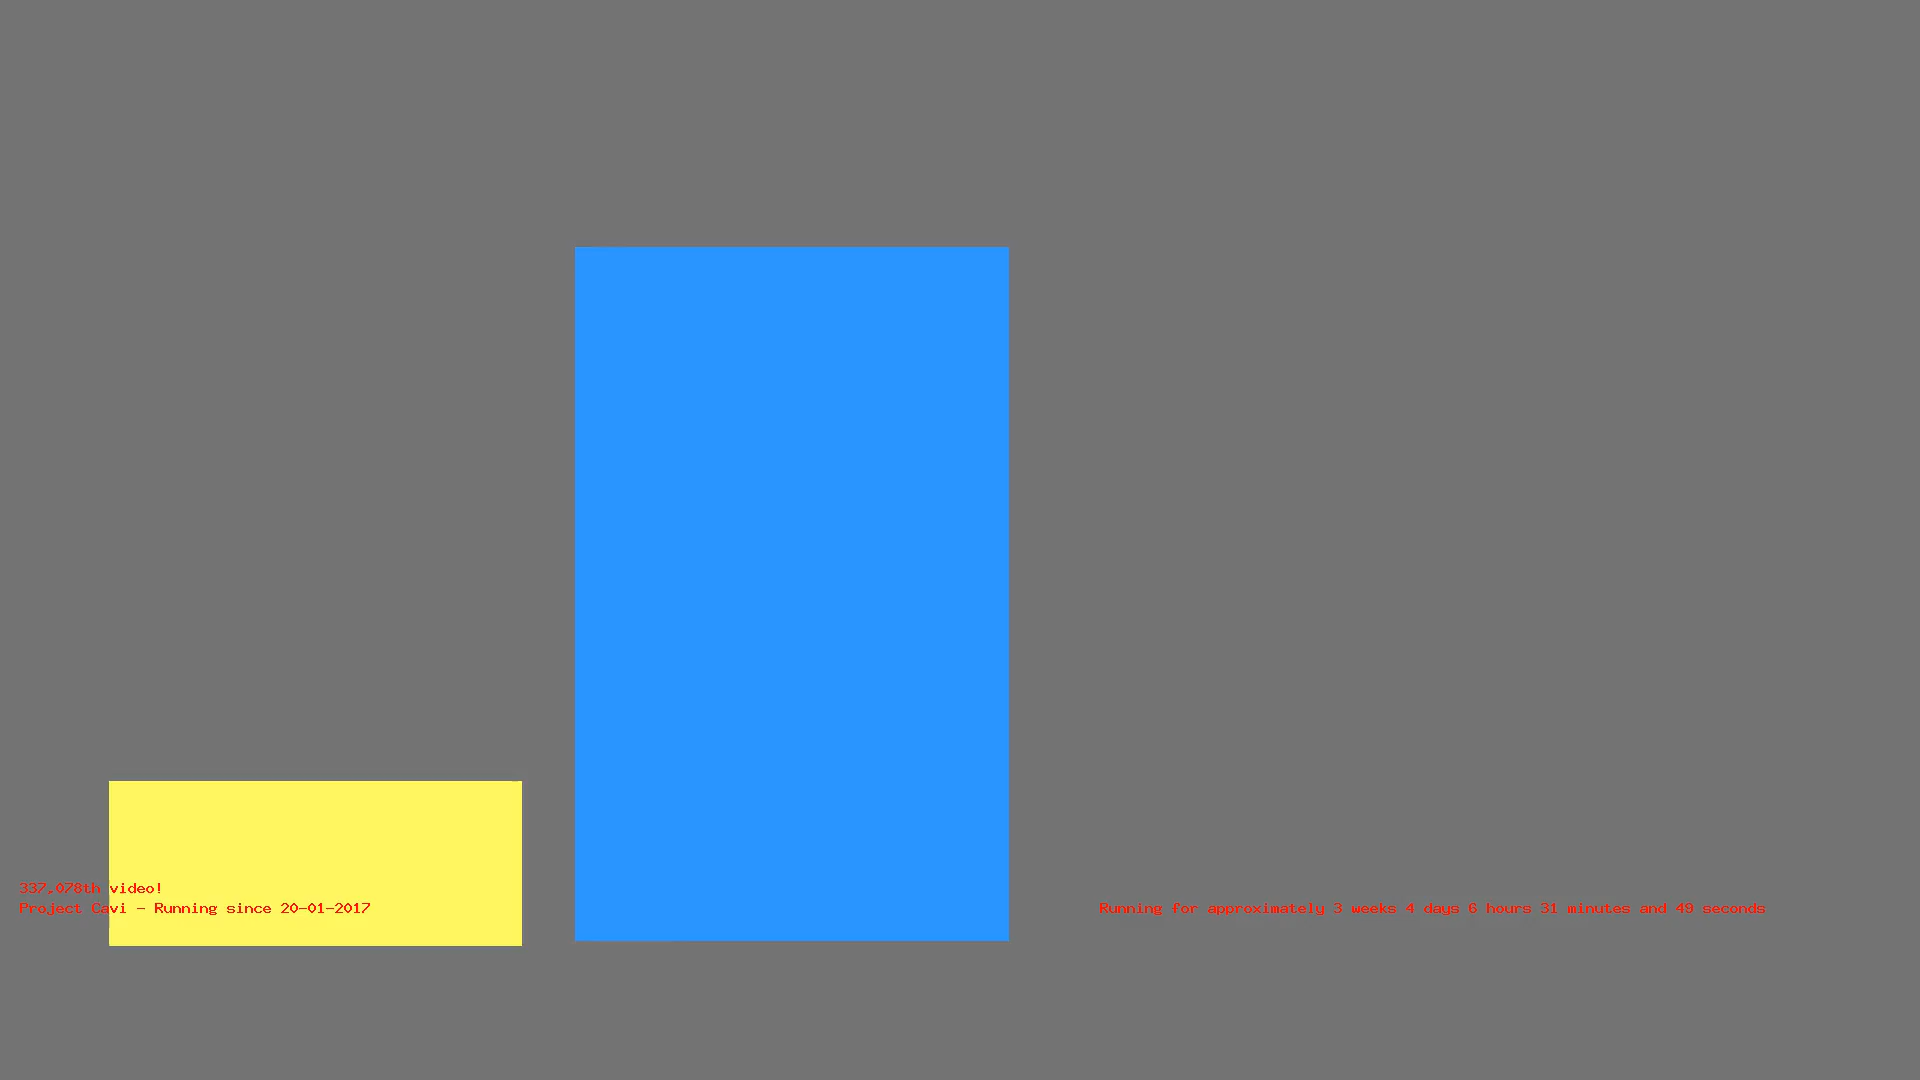 337,078th video!
Project Cavi - Running since 20-01-2017
Running for approximately 3 weeks 4 days 6 hours 31 minutes and 49 seconds